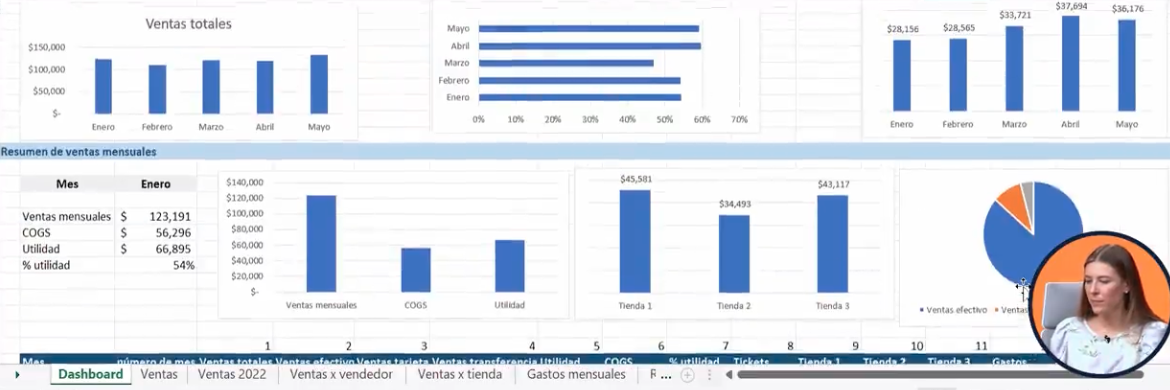 Ventas totales
$150,000
$100,000
$50,000
$-
Enero Febrero Marzo Abril Mayo
Mayo
Abril
Marzo
Febrero
Enero
0% 10% 20% 30% 40% 50% 60% 70%
$28,156 $28,565 $33,721 $37,694 $36,176
Enero Febrero Marzo Abril Mayo
Resumen de ventas mensuales
Mes Enero
Ventas mensuales $ 123,191
COGS $ 56,296
Utilidad $ 66,895
% utilidad 54%
$140,000
$120,000
$100,000
$80,000
$60,000
$40,000
$20,000
$-
Ventas mensuales COGS Utilidad
$45,581 $34,493 $43,117
Tienda 1 Tienda 2 Tienda 3
Ventas efectivo Ventas
1 2 3 4 5 6 7 8 9 10 11
Mes número de mes Ventas totales Ventas efectivo Ventas tarjeta Ventas transferencia Utilidad COGS % utilidad Tickets Tienda 1 Tienda 2 Tienda 3 Gastos
Dashboard Ventas Ventas 2022 Ventas x vendedor Ventas x tienda Gastos mensuales ...